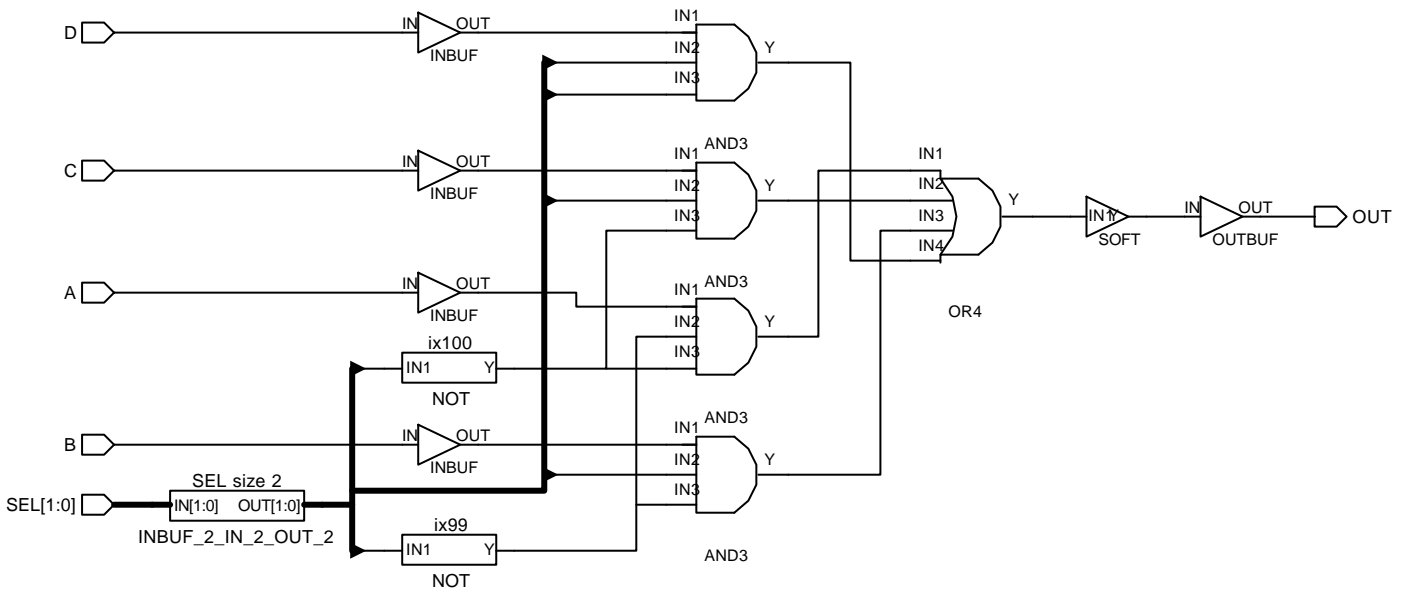 IN1
D IN OUT Y
INBUF IN2
IN3
AND3
IN1
C IN OUT
INBUF IN2 Y
IN3
IN1
IN2
IN3
IN4
Y
IN1 Y
SOFT
IN OUT
OUTBUF
OUT
OR4
AND3
A IN OUT
INBUF
IN1
IN2 Y
IN3
ix100
IN1 Y
NOT
AND3
B IN OUT
INBUF
IN1
IN2 Y
IN3
SEL size 2
SEL[1:0] IN[1:0] OUT[1:0]
INBUF_2_IN_2_OUT_2
ix99
IN1 Y
NOT
AND3